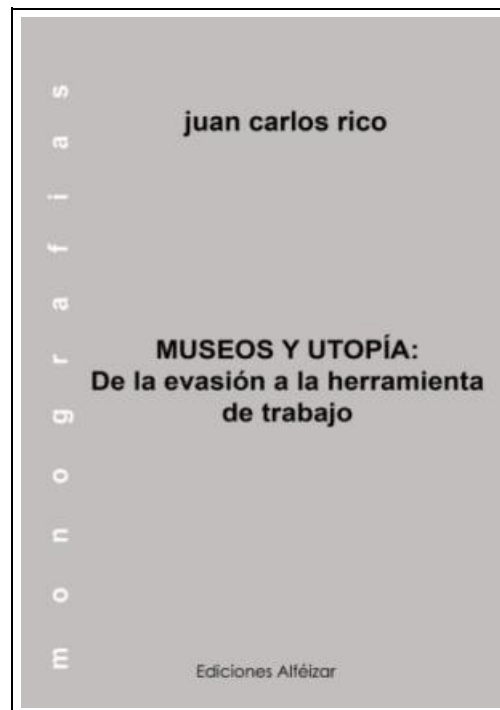 juan carlos rico
MUSEOS Y UTOPÍA:
De la evasión a la herramienta
de trabajo
monografias
Ediciones Alféizar